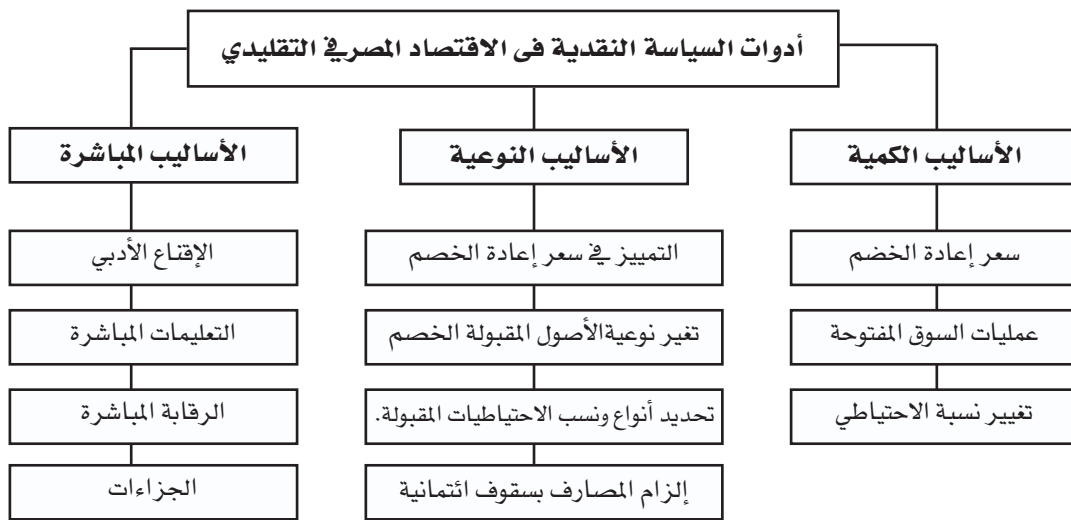 أدوات السياسة النقدية فى الاقتصاد المصرفي التقليدي
الأساليب الكمية
سعر إعادة الخضم
عمليات السوق المفتوحة
تغيير نسبة الاحتياطي
الأساليب النوعية
التمييز في سعر إعادة الخصم
تغير نوعيةالأصول المقبولة الخصم
تحديد أنواع ونسب الاحتياطيات المقبولة.
إلزام المصارف بسقوف ائتمانية
الأساليب المباشرة
الإقناع الأدبي
التعليمات المباشرة
الرقابة المباشرة
الجزاءات